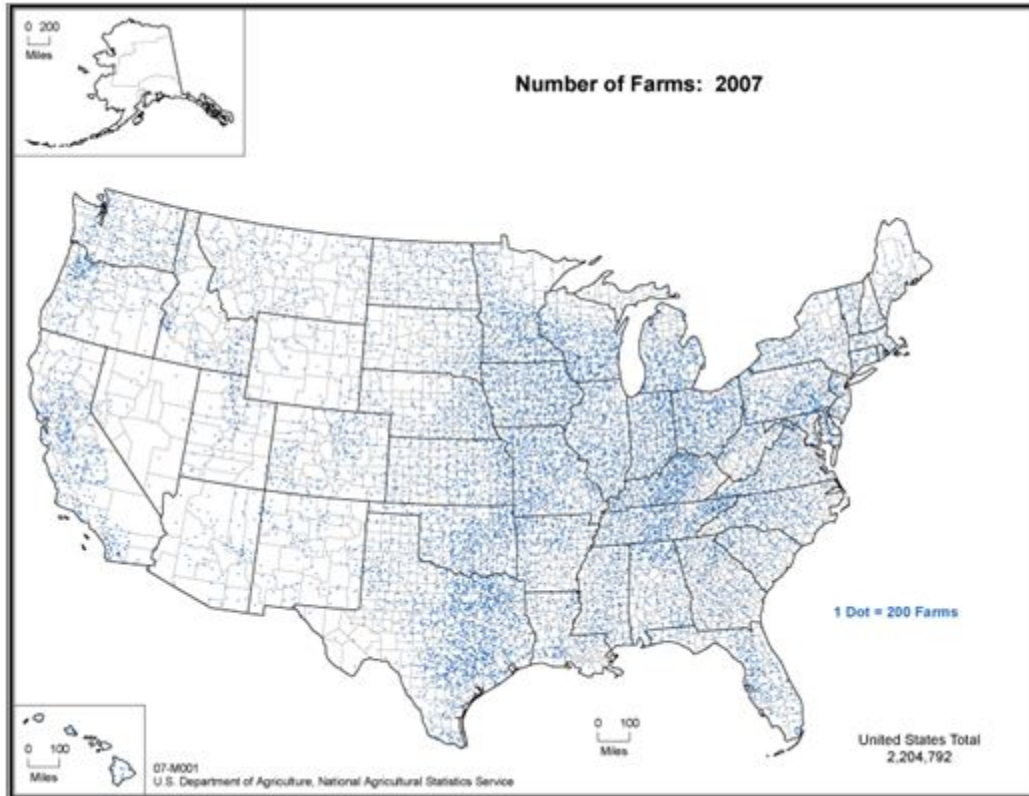 0 200
Miles
Number of Farms: 2007
1 Dot = 200 Farms
0 100
Miles
0 100
Miles
United States Total
2,204,792
07-M001
U.S. Department of Agriculture, National Agricultural Statistics Service